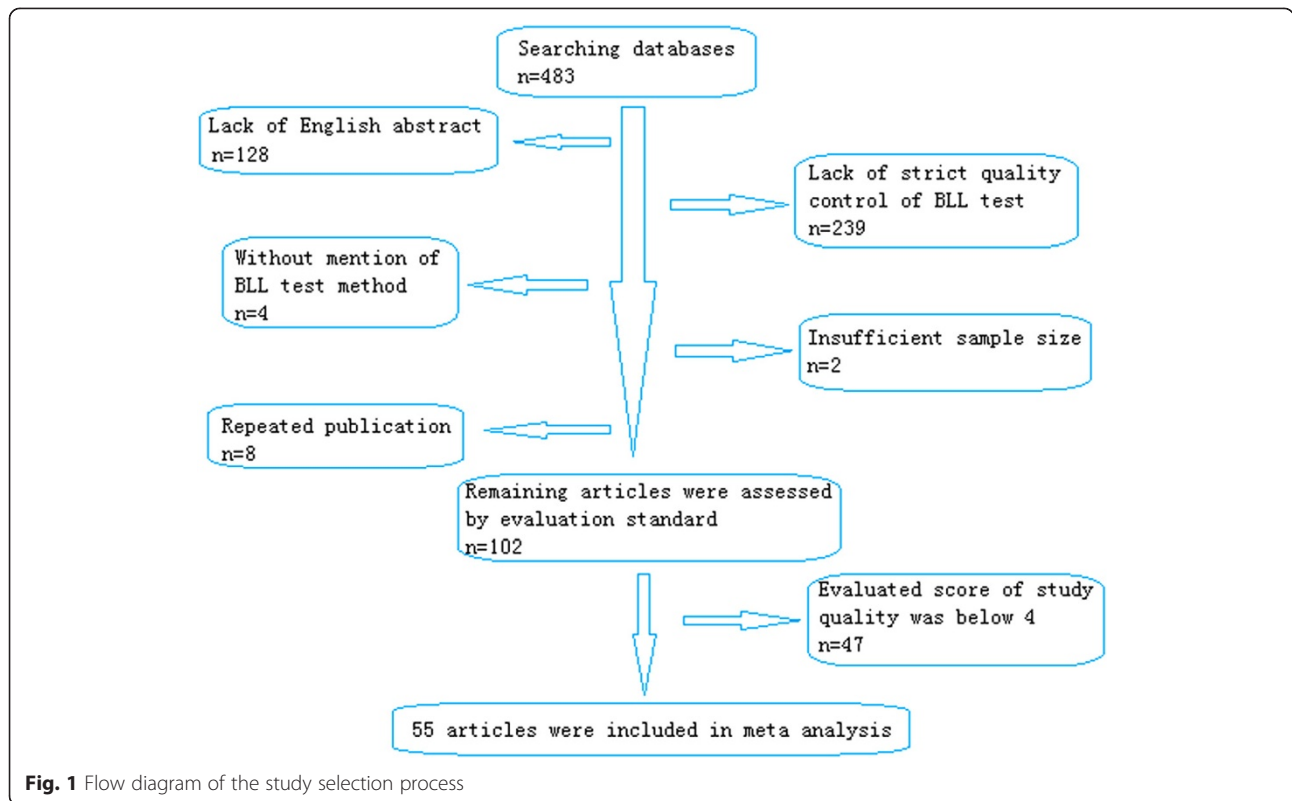 Searching databases
n=483
Lack of English abstract
n=128
Lack of strict quality
control of BLL test
n=239
Without mention of
BLL test method
n=4
Insufficient sample size
n=2
Repeated publication
n=8
Remaining articles were assessed
by evaluation standard
n=102
Evaluated score of study
quality was below 4
n=47
55 articles were included in meta analysis
Fig. 1 Flow diagram of the study selection process